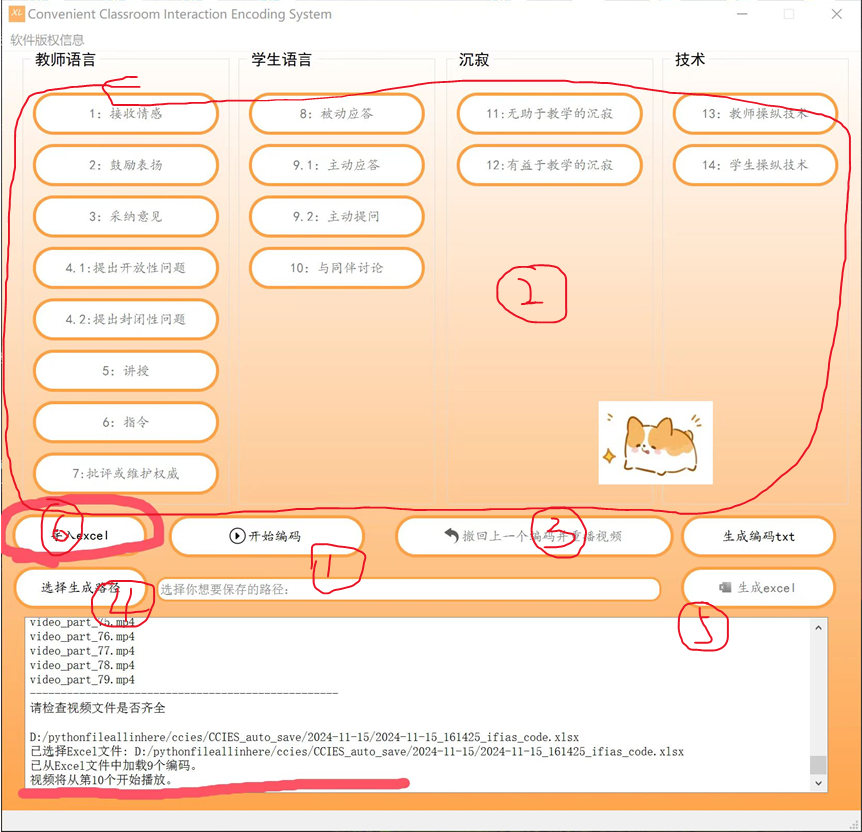 XL Convenient Classroom Interaction Encoding System
软件版权信息
教师语言 学生语言 沉寂 技术
1: 接收情感 8: 被动应答 11:无助于教学的沉寂 13: 教师操纵技术
2: 鼓励表扬 9.1: 主动应答 12:有益于教学的沉寂 14: 学生操纵技术
3: 采纳意见 9.2: 主动提问
4.1:提出开放性问题 10: 与同伴讨论
2
4.2:提出封闭性问题
5: 讲授
6: 指令
7:批评或维护权威
6 入excel 开始编码 撤回上一个编码并重播视频 3 生成编码txt
1
选择生成路径 选择你想要保存的路径: 生成excel
4 5
video_part_75.mp4
video_part_76.mp4
video_part_77.mp4
video_part_78.mp4
video_part_79.mp4
请检查视频文件是否齐全
D:/pythonfileallinhere/ccies/CCIES_auto_save/2024-11-15/2024-11-15_161425_ifias_code.xlsx
已选择Excel文件: D:/pythonfileallinhere/ccies/CCIES_auto_save/2024-11-15/2024-11-15_161425_ifias_code.xlsx
已从Excel文件中加载9个编码。
视频将从第10个开始播放。